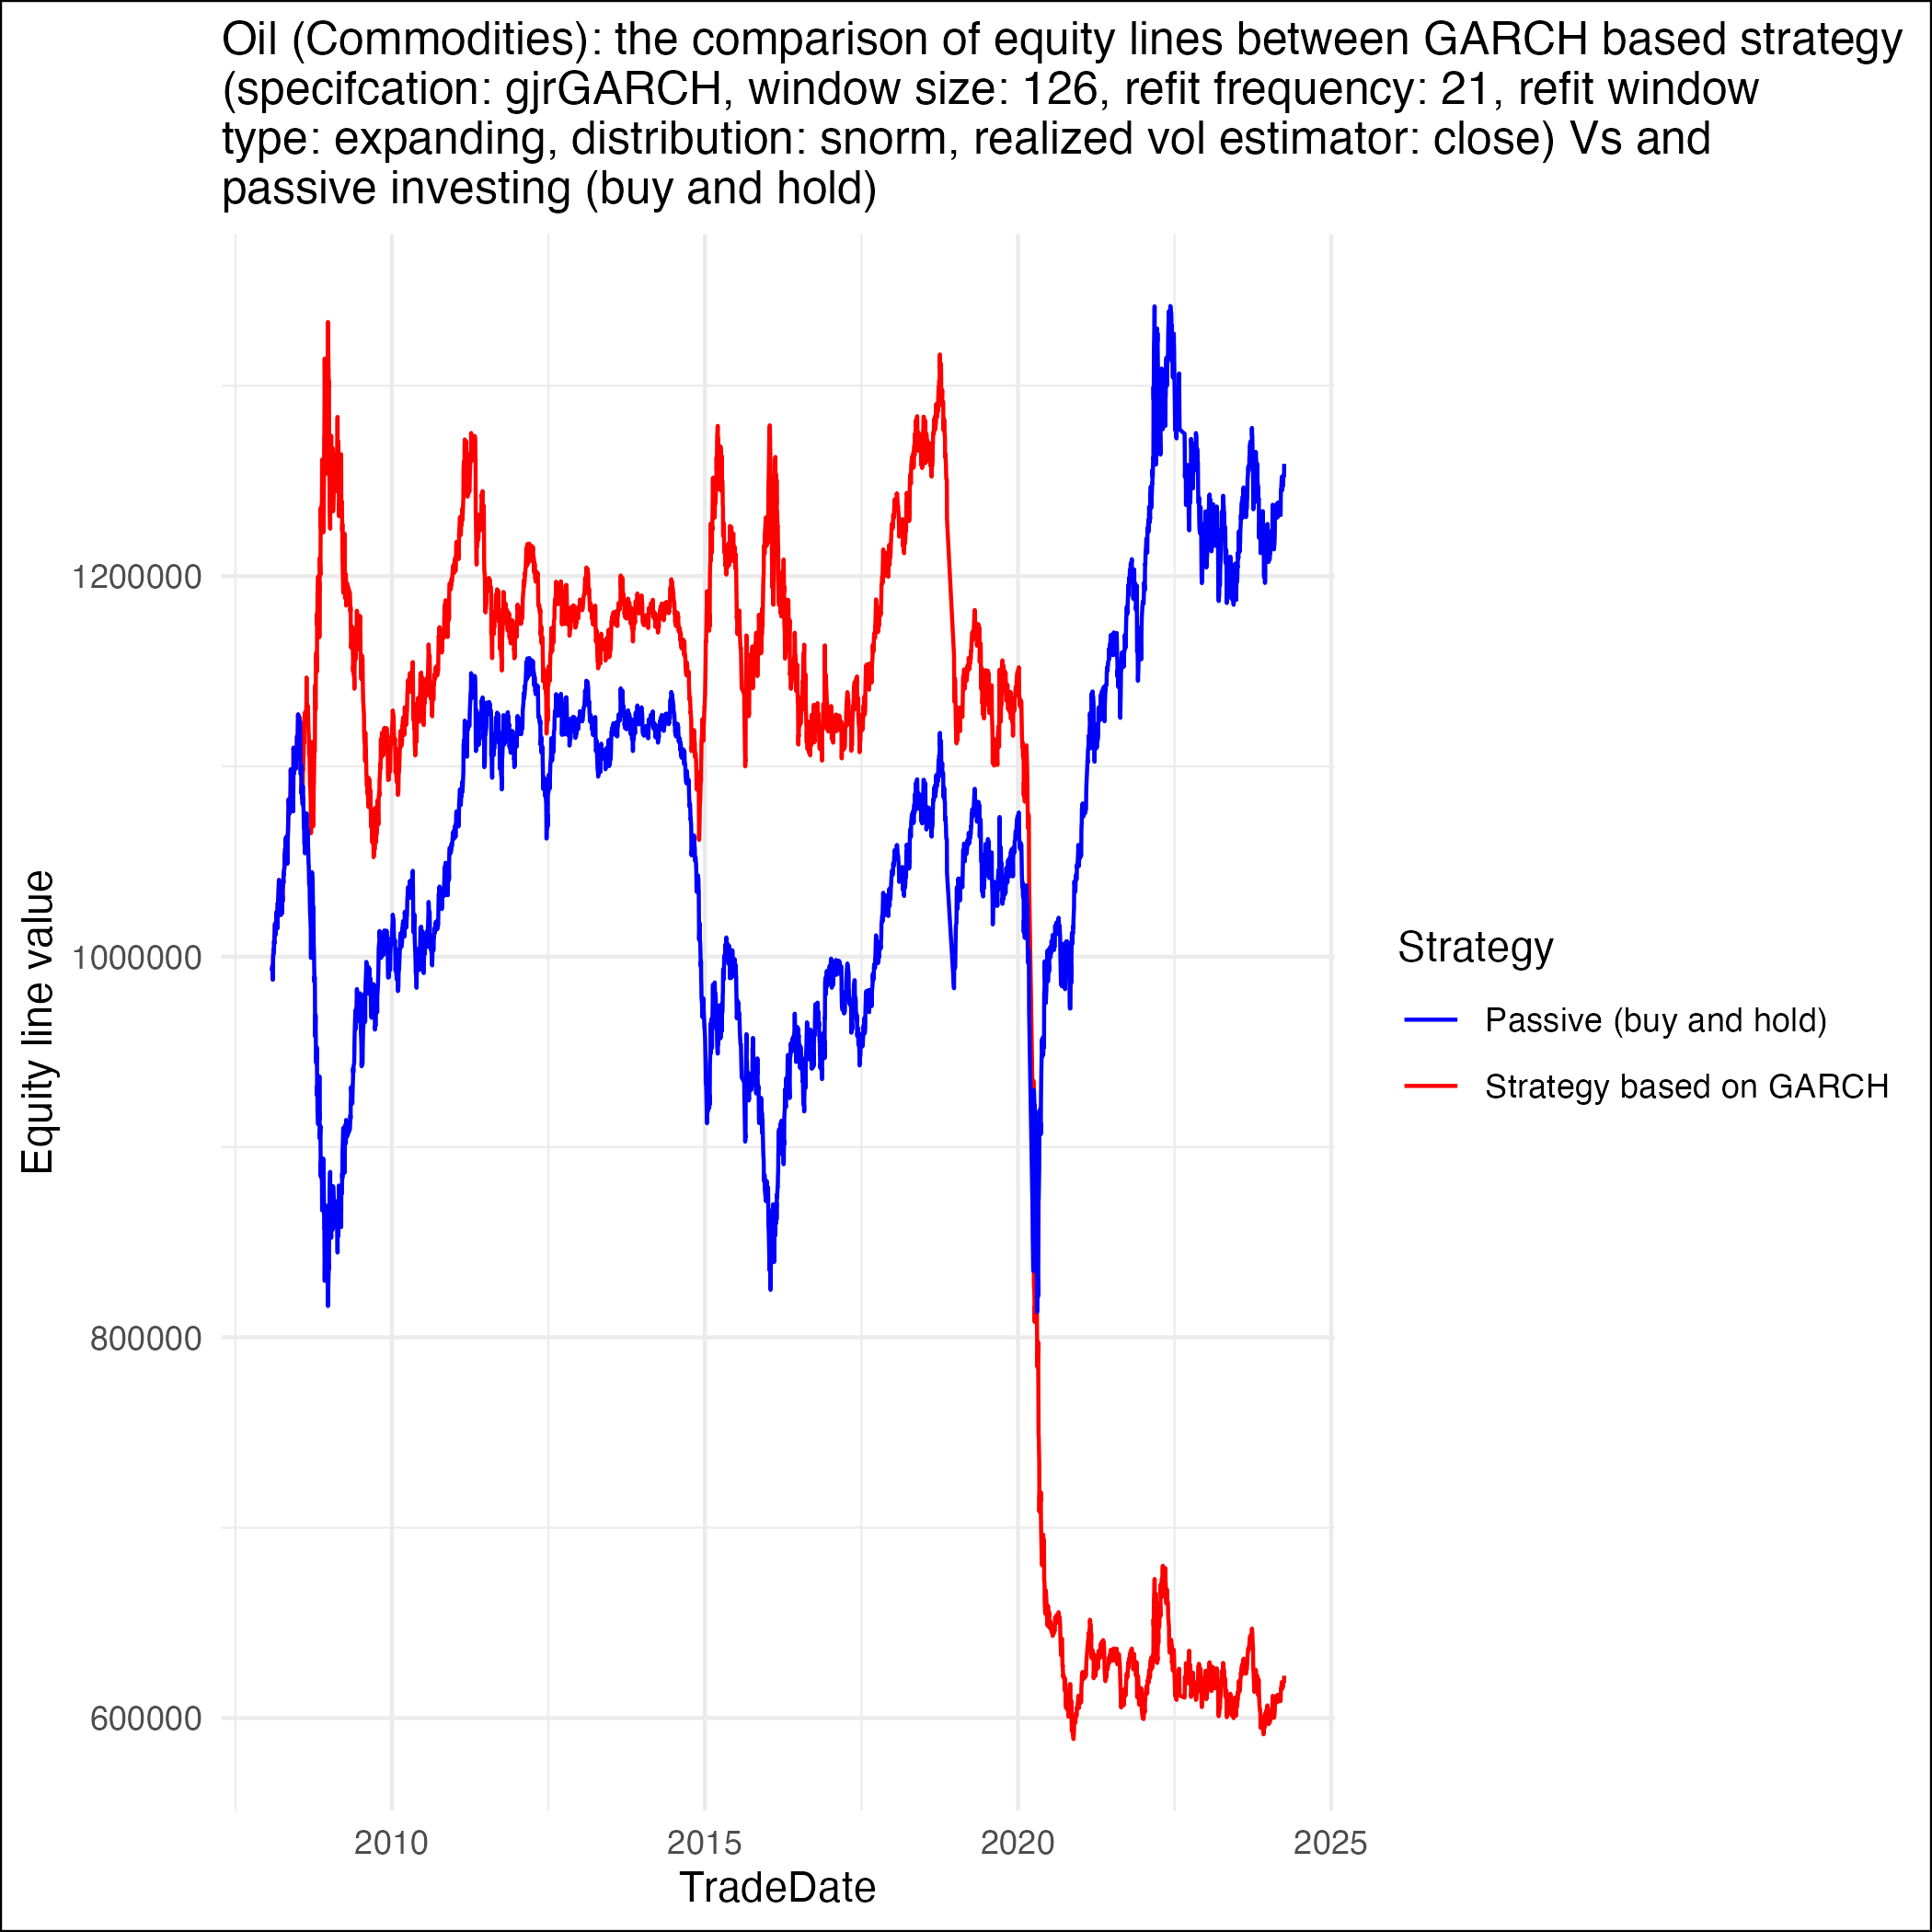 Oil (Commodities): the comparison of equity lines between GARCH based strategy
(specifcation: gjrGARCH, window size: 126, refit frequency: 21, refit window
type: expanding, distribution: snorm, realized vol estimator: close) Vs and
passive investing (buy and hold)
Equity line value
1200000
1000000
800000
600000
2010
2015
2020
2025
TradeDate
Strategy
Passive (buy and hold)
Strategy based on GARCH